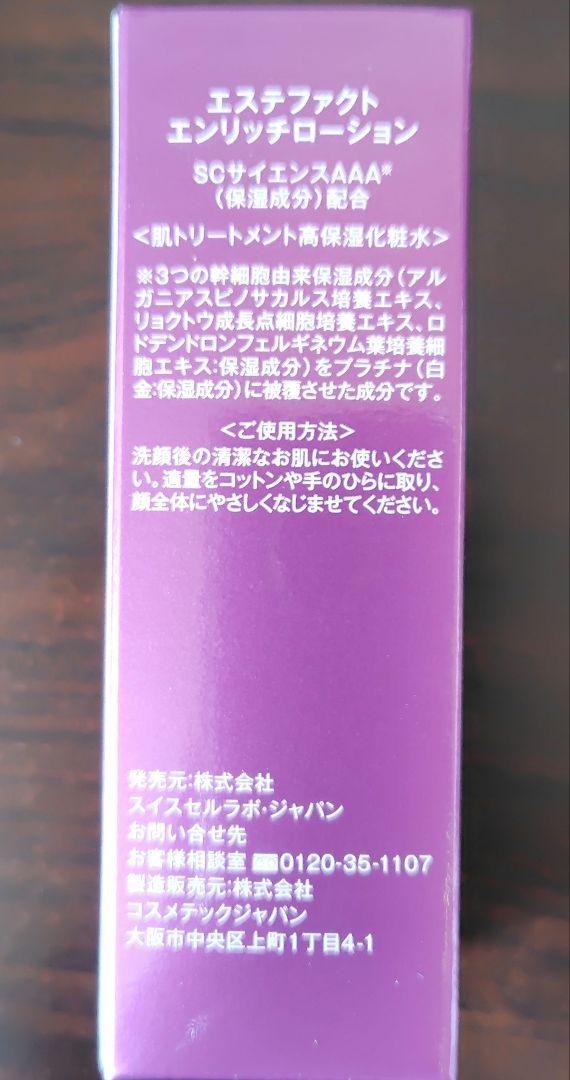 エステファクト
エンリッチローション
SCサイエンスAAA※
（保湿成分）配合
＜肌トリートメント高保湿化粧水＞
※3つの幹細胞由来保湿成分（アル
ガニアスピノサカルス培養エキス、
リョクトウ成長点細胞培養エキス、ロ
ドデンドロンフェルギネウム葉培養細
胞エキス：保湿成分）をプラチナ（白
金：保湿成分）に被覆させた成分です。
＜ご使用方法＞
洗顔後の清潔なお肌にお使いくださ
い。適量をコットンや手のひらに取り、
顔全体にやさしくなじませてください。
発売元：株式会社
スイスセルラボ・ジャパン
お問い合せ先
お客様相談室 0120-35-1107
製造販売元：株式会社
コスメテックジャパン
大阪市中央区上町1丁目4-1